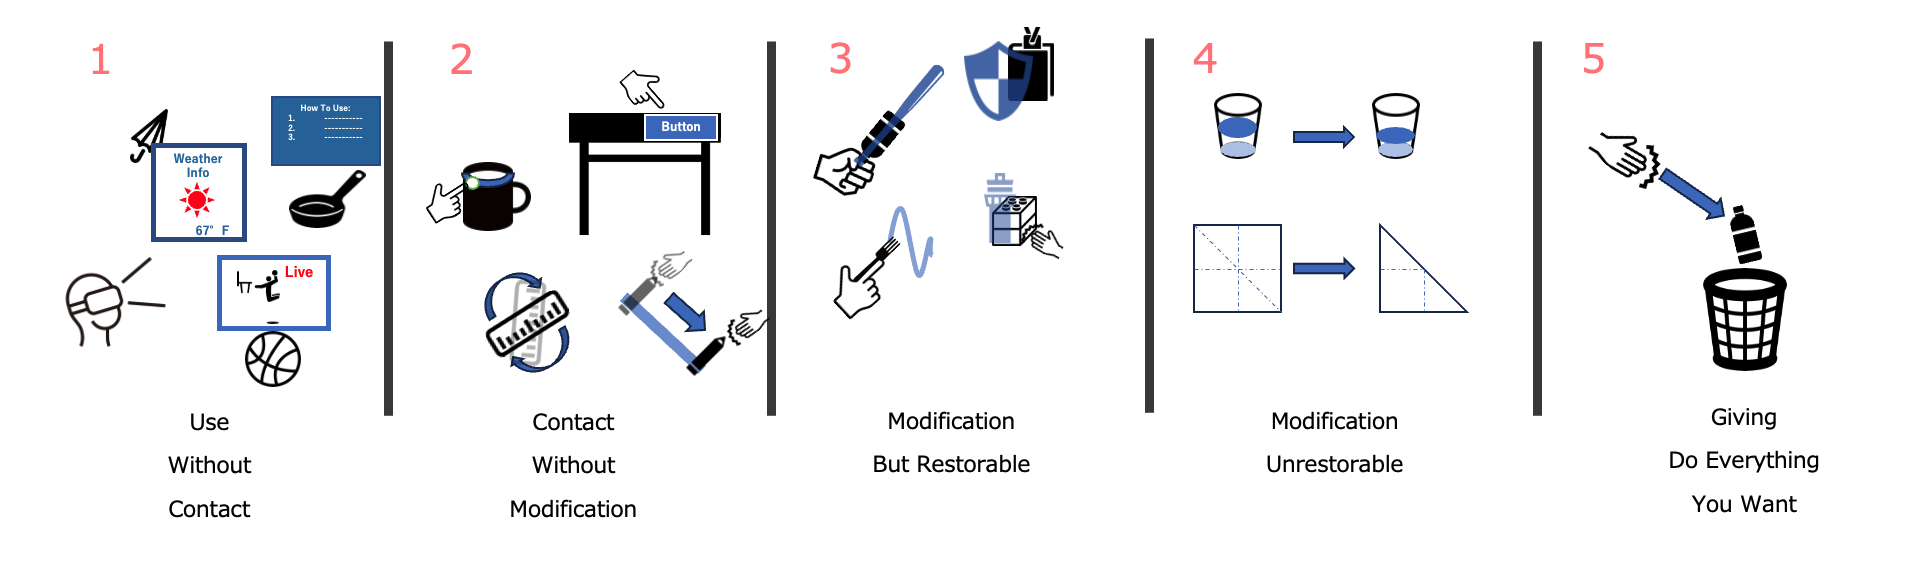 1
How To Use:
1. -----------
2. -----------
3. -----------
Weather
Info
67° F
Live
Use
Without
Contact
2
Button
Contact
Without
Modification
3
Modification
But Restorable
4
Modification
Unrestorable
5
Giving
Do Everything
You Want